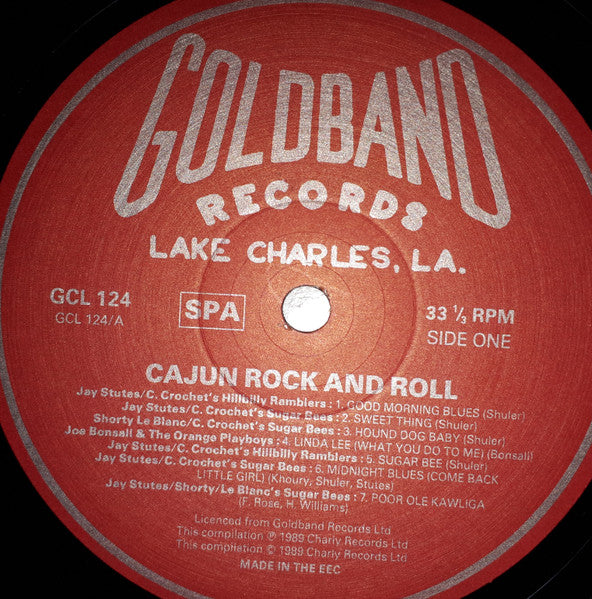 GOLDBAND
RECORDS
LAKE CHARLES, LA.
GCL 124
GCL 124/A
SPA
33 ⅓ RPM
SIDE ONE
CAJUN ROCK AND ROLL
Jay Stutes/C. Crochet's Hillbilly Ramblers : 1. GOOD MORNING BLUES (Shuler)
Jay Stutes/C. Crochet's Sugar Bees : 2. SWEET THING (Shuler)
Shorty Le Blanc/C. Crochet's Sugar Bees : 3. HOUND DOG BABY (Shuler)
Joe Bonsall & The Orange Playboys : 4. LINDA LEE (WHAT YOU DO TO ME) (Bonsall)
Jay Stutes/C. Crochet's Hillbilly Ramblers : 5. SUGAR BEE (Shuler)
Jay Stutes/C. Crochet's Sugar Bees : 6. MIDNIGHT BLUES (COME BACK
LITTLE GIRL) (Khoury, Shuler, Stutes)
Jay Stutes/Shorty/Le Blanc's Sugar Bees : 7. POOR OLE KAWLIGA
(F. Rose, H. Williams)
Licenced from Goldband Records Ltd
This compilation ℗ 1989 Charly Records Ltd
This compilation © 1989 Charly Records Ltd
MADE IN THE EEC